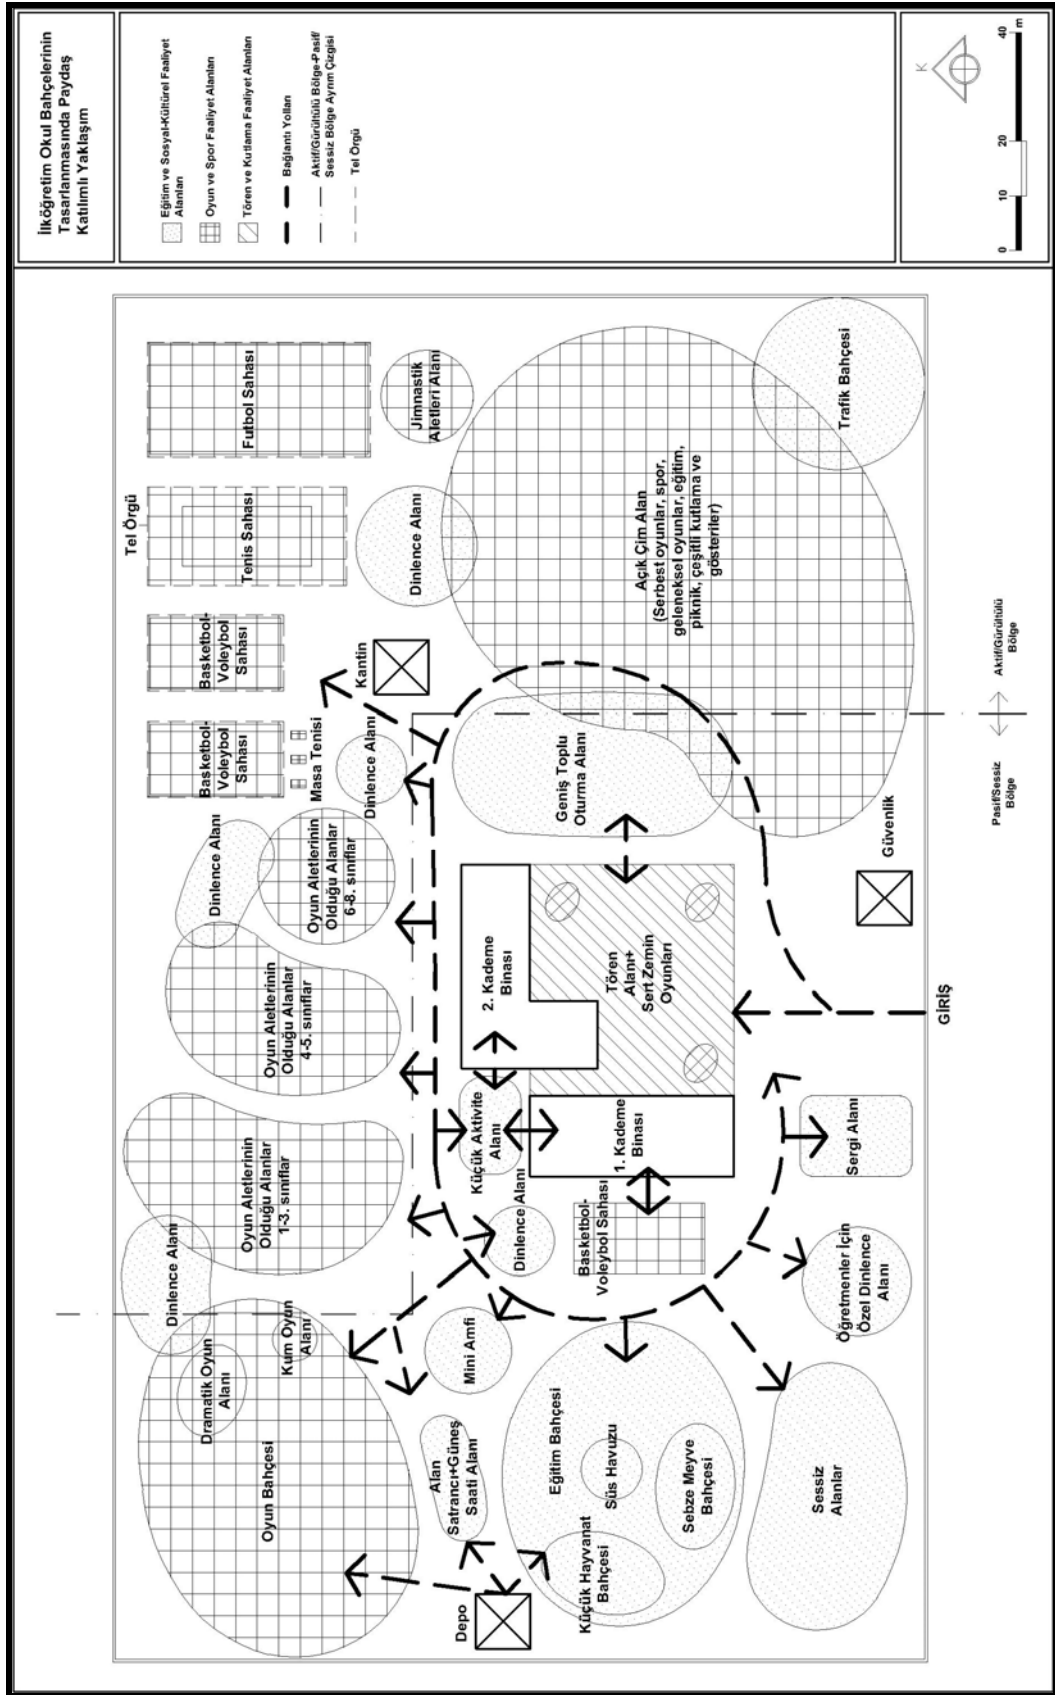 İlköğretim Okul Bahçelerinin
Tasarlanmasında Paydaş
Katılımlı Yaklaşım
Eğitim ve Sosyal-Kültürel Faaliyet
Alanları
Oyun ve Spor Faaliyet Alanları
Tören ve Kutlama Faaliyet Alanları
Bağlantı Yolları
Aktif/Gürültülü Bölge-Pasif/
Sessiz Bölge Ayrım Çizgisi
Tel Örgü
K
0
10
20
40
m
Oyun Bahçesi
Dramatik Oyun
Alanı
Kum Oyun
Alanı
Dinlence Alanı
Oyun Aletlerinin
Olduğu Alanlar
1-3. sınıflar
Oyun Aletlerinin
Olduğu Alanlar
4-5. sınıflar
Dinlence Alanı
Oyun Aletlerinin
Olduğu Alanlar
6-8. sınıflar
Basketbol-
Voleybol
Sahası
Masa Tenisi
Dinlence Alanı
Basketbol-
Voleybol
Sahası
Kantin
Tel Örgü
Tenis Sahası
Futbol Sahası
Dinlence Alanı
Jimnastik
Aletleri Alanı
Depo
Alan
Satrancı+Güneş
Saati Alanı
Mini Amfi
Dinlence Alanı
Küçük Aktivite
Alanı
2. Kademe
Binası
1. Kademe
Binası
Basketbol-
Voleybol Sahası
Tören
Alanı+
Sert Zemin
Oyunları
Geniş Toplu
Oturma Alanı
Açık Çim Alan
(Serbest oyunlar, spor,
geleneksel oyunlar, eğitim,
piknik, çeşitli kutlama ve
gösteriler)
Trafik Bahçesi
Eğitim Bahçesi
Süs Havuzu
Küçük Hayvanat
Bahçesi
Sebze Meyve
Bahçesi
Sessiz
Alanlar
Öğretmenler İçin
Özel Dinlence
Alanı
Sergi Alanı
GİRİŞ
Güvenlik
Pasif/Sessiz
Bölge
Aktif/Gürültülü
Bölge